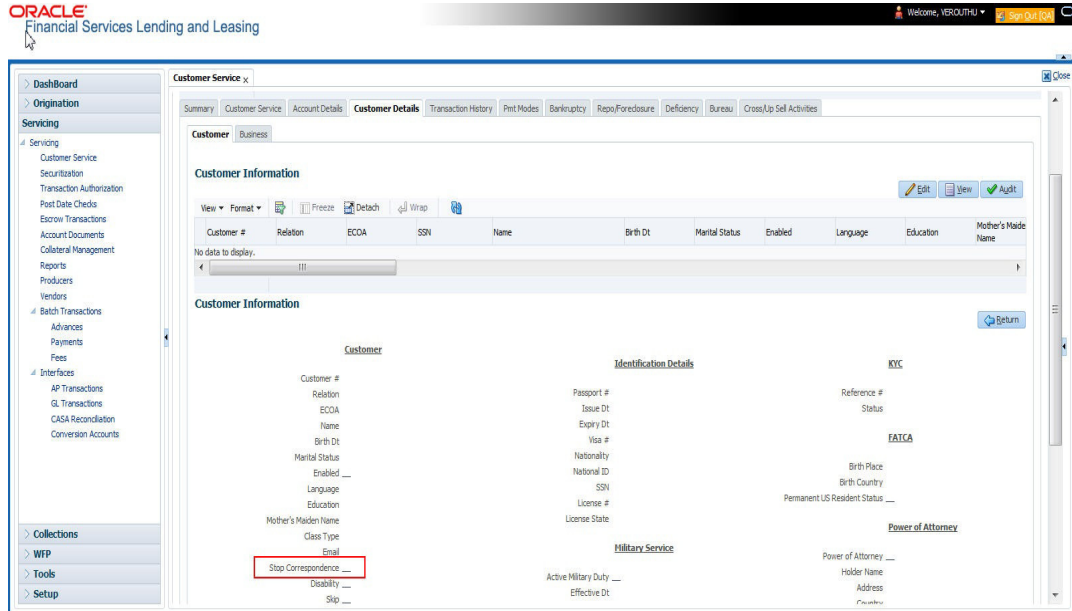 ORACLE
Financial Services Lending and Leasing
Welcome, VEROUTHU
Sign Out [QA]
DashBoard
Origination
Servicing
Servicing
Customer Service
Securitization
Transaction Authorization
Post Date Checks
Escrow Transactions
Account Documents
Collateral Management
Reports
Producers
Vendors
Batch Transactions
Advances
Payments
Fees
Interfaces
AP Transactions
GL Transactions
CASA Reconciliation
Conversion Accounts
Collections
WFP
Tools
Setup
Customer Service x
Close
Summary Customer Service Account Details Customer Details Transaction History Pmt Modes Bankruptcy Repo/Foreclosure Deficiency Bureau Cross/Up Sell Activities
Customer Business
Customer Information
Edit View Audit
View Format Freeze Detach Wrap
Customer # Relation ECOA SSN Name Birth Dt Marital Status Enabled Language Education Mother's Maide
Name
No data to display.
Customer Information
Return
Customer
Customer #
Relation
ECOA
Name
Birth Dt
Marital Status
Enabled __
Language
Education
Mother's Maiden Name
Class Type
Email
Stop Correspondence __
Disability __
Skip __
Identification Details
Passport #
Issue Dt
Expiry Dt
Visa #
Nationality
National ID
SSN
License #
License State
Military Service
Active Military Duty __
Effective Dt
KYC
Reference #
Status
FATCA
Birth Place
Birth Country
Permanent US Resident Status __
Power of Attorney
Power of Attorney __
Holder Name
Address
Country